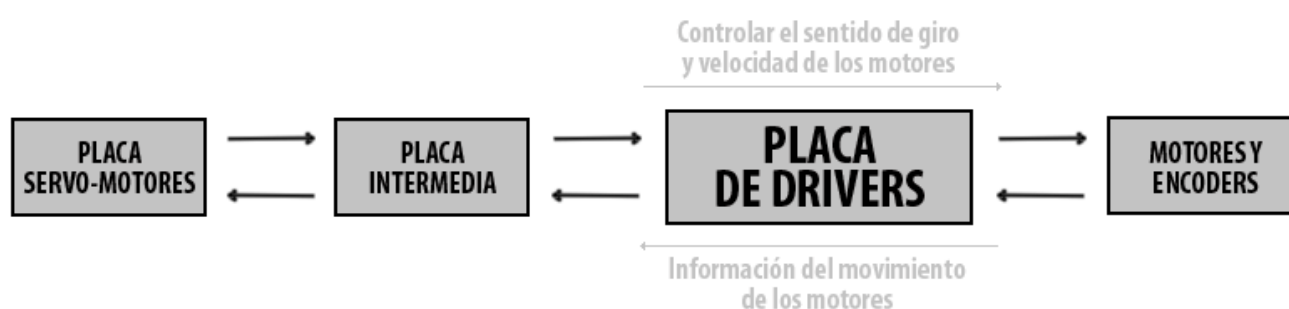 Controlar el sentido de giro
y velocidad de los motores
PLACA
SERVO-MOTORES
PLACA
INTERMEDIA
PLACA
DE DRIVERS
MOTORES Y
ENCODERS
Información del movimiento
de los motores